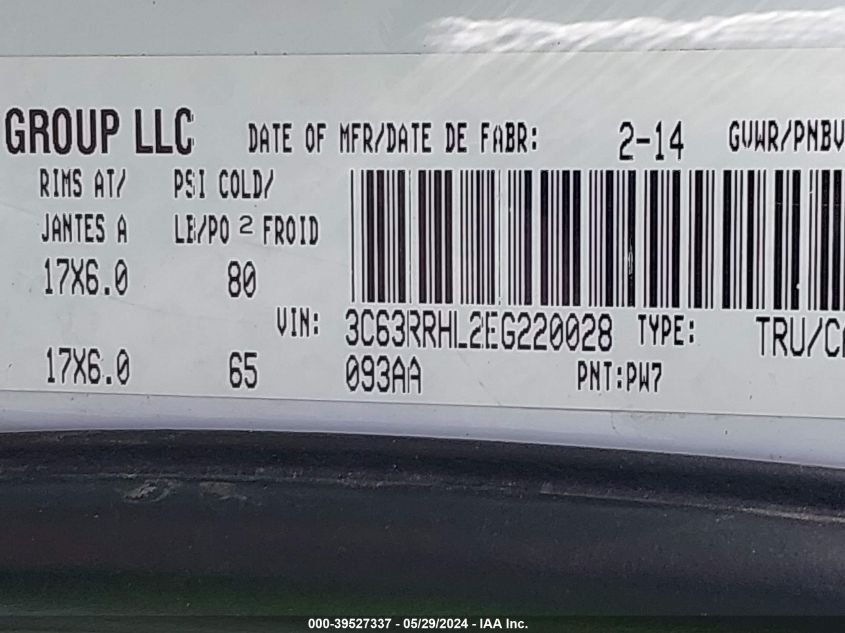 GROUP LLC DATE OF MFR/DATE DE FABR: 2-14 GVWR/PNBV
RIMS AT/ PSI COLD/
JANTES A LB/PO 2 FROID
17X6.0 80
VIN: 3C63RRHL2EG220028 TYPE: TRU/CA
17X6.0 65 093AA PNT:PW7
000-39527337 - 05/29/2024 - IAA Inc.